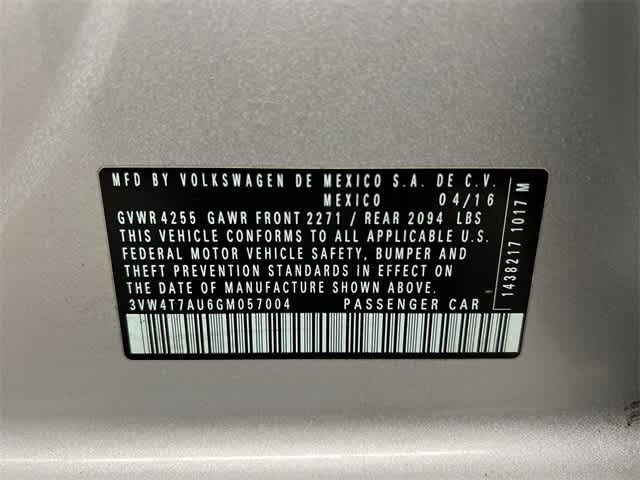 MFD BY VOLKSWAGEN DE MEXICO S.A. DE C.V.
MEXICO 04/16
GVWR 4255 GAWR FRONT 2271 / REAR 2094 LBS
THIS VEHICLE CONFORMS TO ALL APPLICABLE U.S.
FEDERAL MOTOR VEHICLE SAFETY, BUMPER AND
THEFT PREVENTION STANDARDS IN EFFECT ON
THE DATE OF MANUFACTURE SHOWN ABOVE.
3VW4T7AU6GM057004 PASSENGER CAR
1438217 1017 M